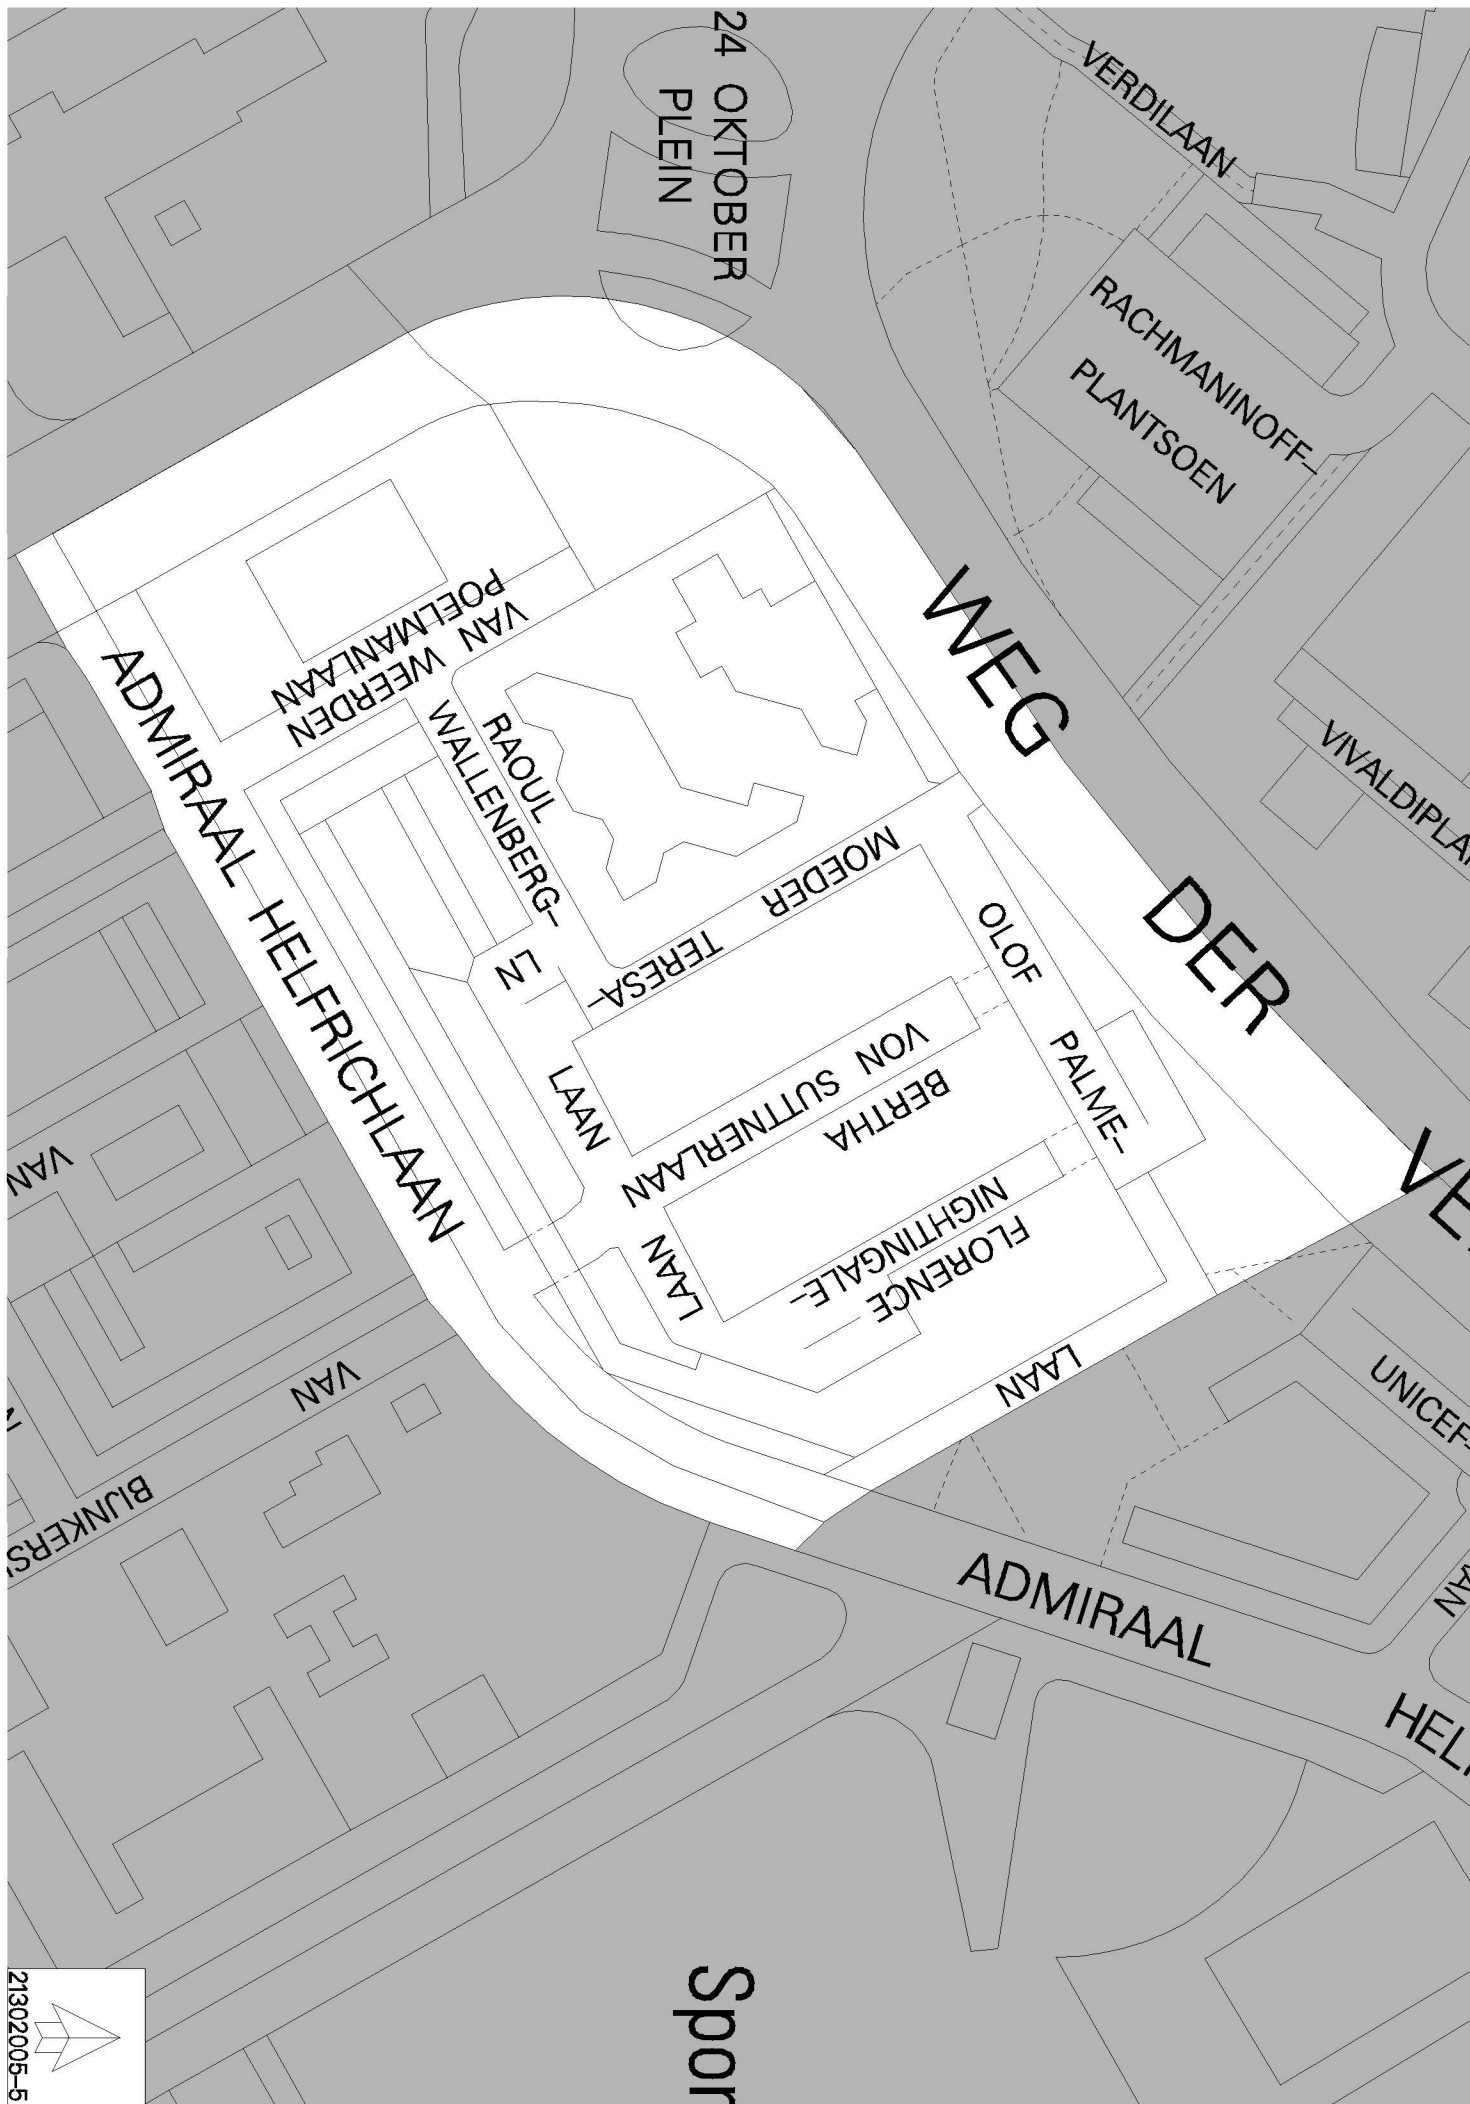 24 OKTOBER
PLEIN
VERDILAAN
RACHMANINOFF–
PLANTSOEN
WEG
DER
VIVALDIPLA
VAN WEERDEN
POELMANLAAN
ADMIRAAL HELFRICHLAAN
RAOUL
WALLENBERG–
LN
MOEDER TERESA–
LAAN
OLOF PALME–
BERTHA
VON SUTTNERLAAN
FLORENCE
NIGHTINGALE–
LAAN
LAAN
VAN
VAN
BIJNKERS
UNICEF–
ADMIRAAL
HEL
Spor
21302005–5